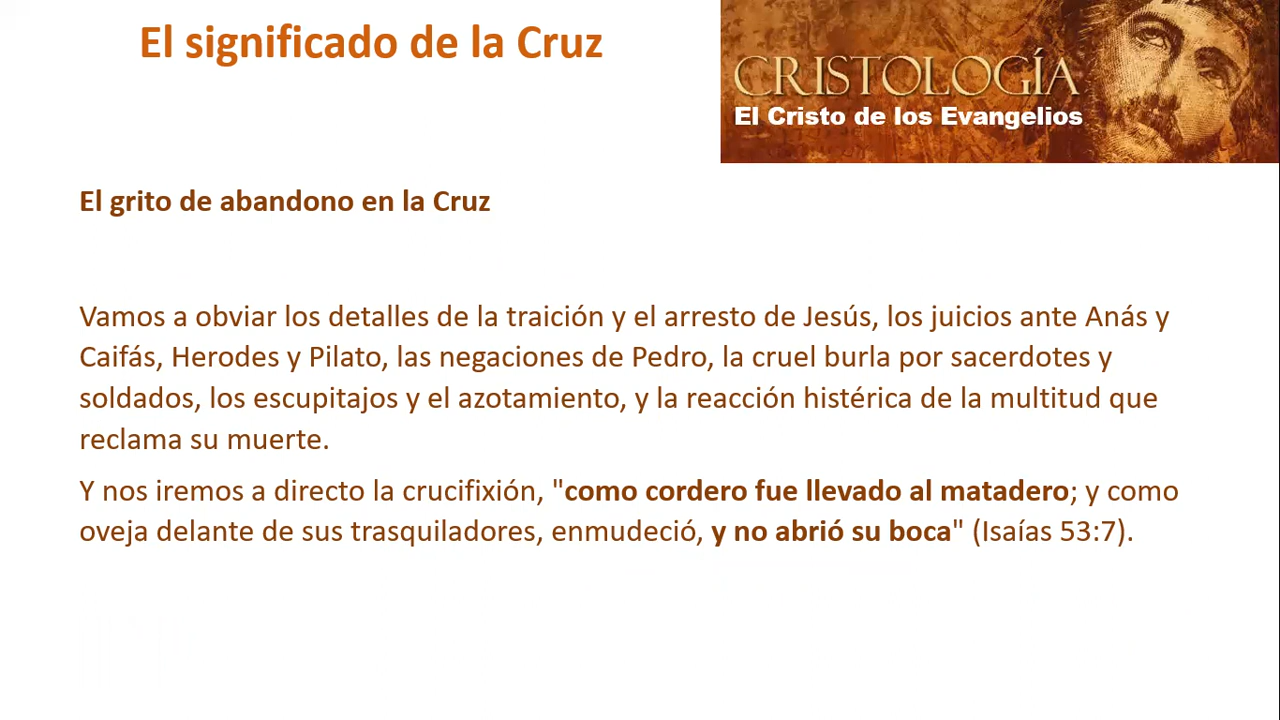 El significado de la Cruz
CRISTOLOGÍA
El Cristo de los Evangelios
El grito de abandono en la Cruz
Vamos a obviar los detalles de la traición y el arresto de Jesús, los juicios ante Anás y
Caifás, Herodes y Pilato, las negaciones de Pedro, la cruel burla por sacerdotes y
soldados, los escupitajos y el azotamiento, y la reacción histérica de la multitud que
reclama su muerte.
Y nos iremos a directo la crucifixión, "como cordero fue llevado al matadero; y como
oveja delante de sus trasquiladores, enmudeció, y no abrió su boca" (Isaías 53:7).